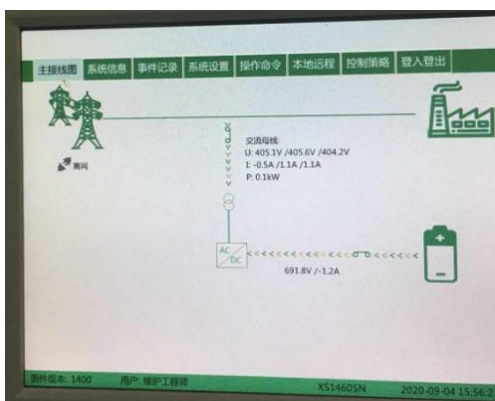 主接线图 系统信息 事件记录 系统设置 操作命令 本地远程 控制策略 登入登出
交流母线
U: 405.1V /405.6V /404.2V
I: -0.5A /1.1A /1.1A
P: 0.1kW
离网
AC
DC
691.8V /-1.2A
固件版本: 1400 用户: 维护工程师 XS1460SN 2020-09-04 15:56:2